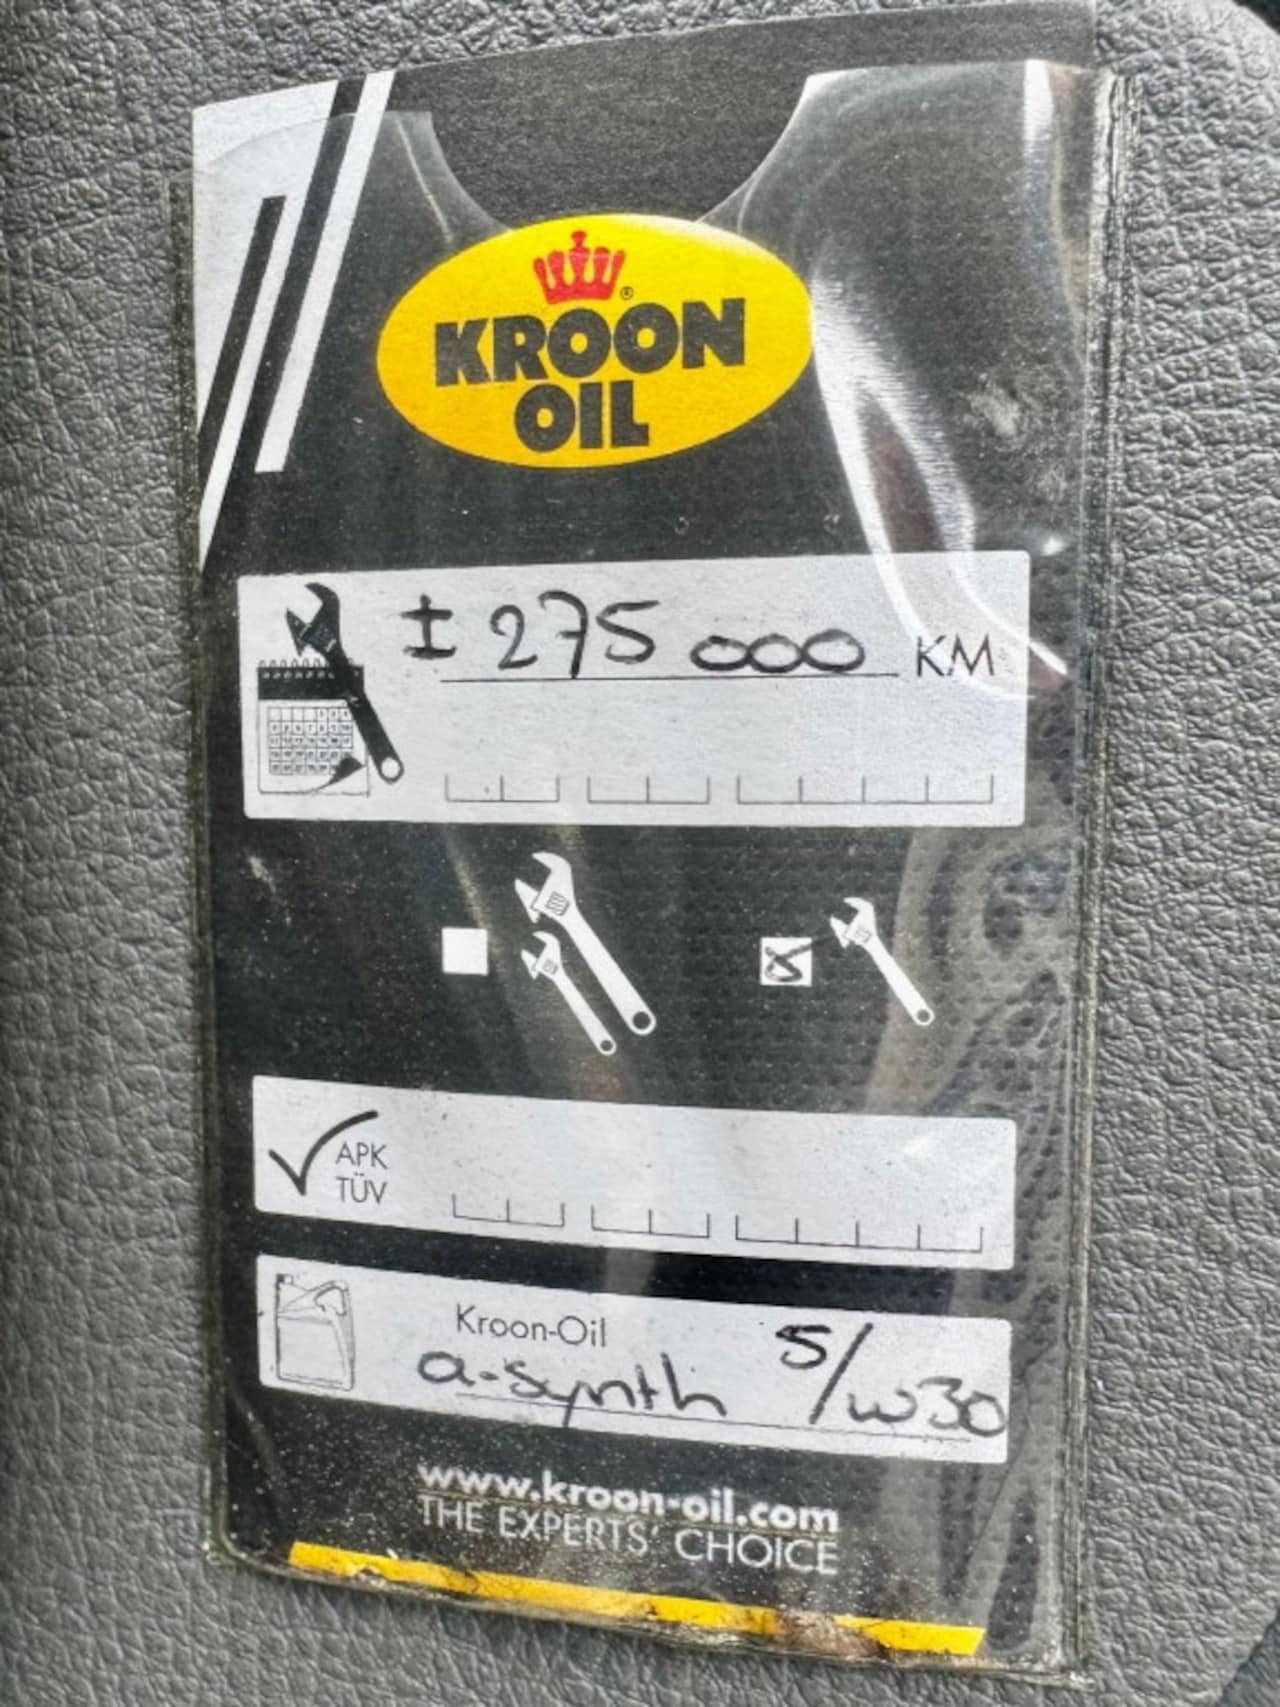 KROON
OIL
± 275 000 KM
APK
TÜV
Kroon-Oil
a-synth 5/w30
www.kroon-oil.com
THE EXPERTS' CHOICE